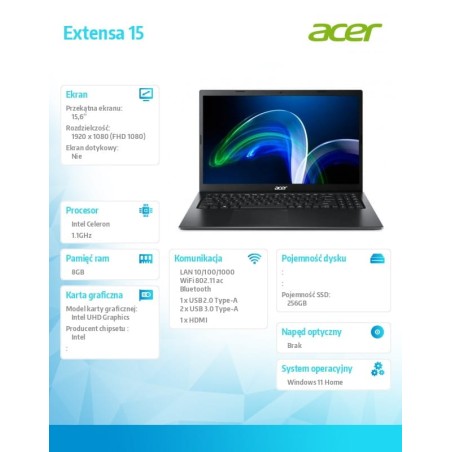 Extensa 15
acer
Ekran
Przekątna ekranu:
15,6"
Rozdzielczość:
1920 x 1080 (FHD 1080)
Ekran dotykowy:
Nie
acer
Procesor
Intel Celeron
1.1GHz
Pamięć ram
8GB
Karta graficzna
Model karty graficznej:
Intel UHD Graphics
Producent chipsetu :
Intel
:
Komunikacja
LAN 10/100/1000
WiFi 802.11 ac
Bluetooth
1 x USB 2.0 Type-A
2 x USB 3.0 Type-A
1 x HDMI
Pojemność dysku
:
:
Pojemność SSD:
256GB
Napęd optyczny
Brak
System operacyjny
Windows 11 Home